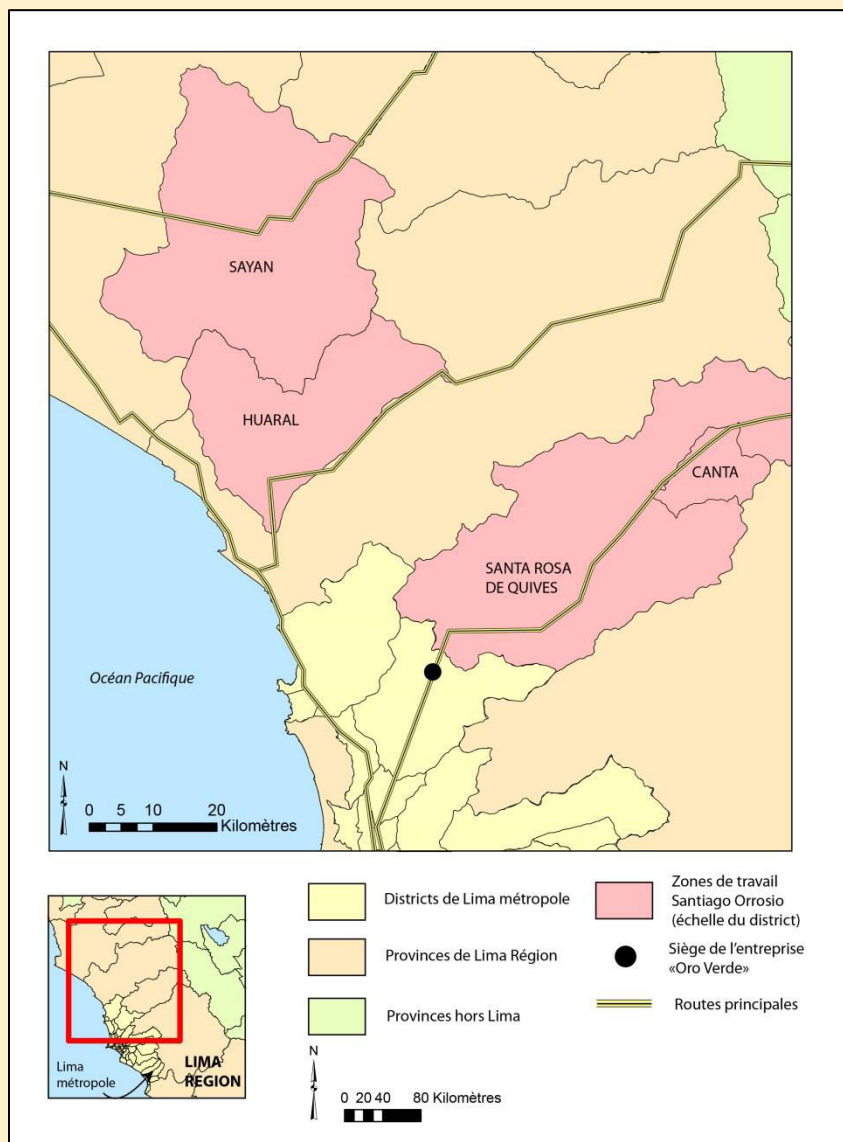 SAYAN
HUARAL
CANTA
SANTA ROSA
DE QUIVES
Océan Pacifique
N
0 5 10 20
Kilomètres
Districts de Lima métropole
Provinces de Lima Région
Provinces hors Lima
Zones de travail
Santiago Orrosio
(échelle du district)
Siège de l'entreprise
«Oro Verde»
Routes principales
Lima
métropole
LIMA
REGION
N
0 20 40 80 Kilomètres